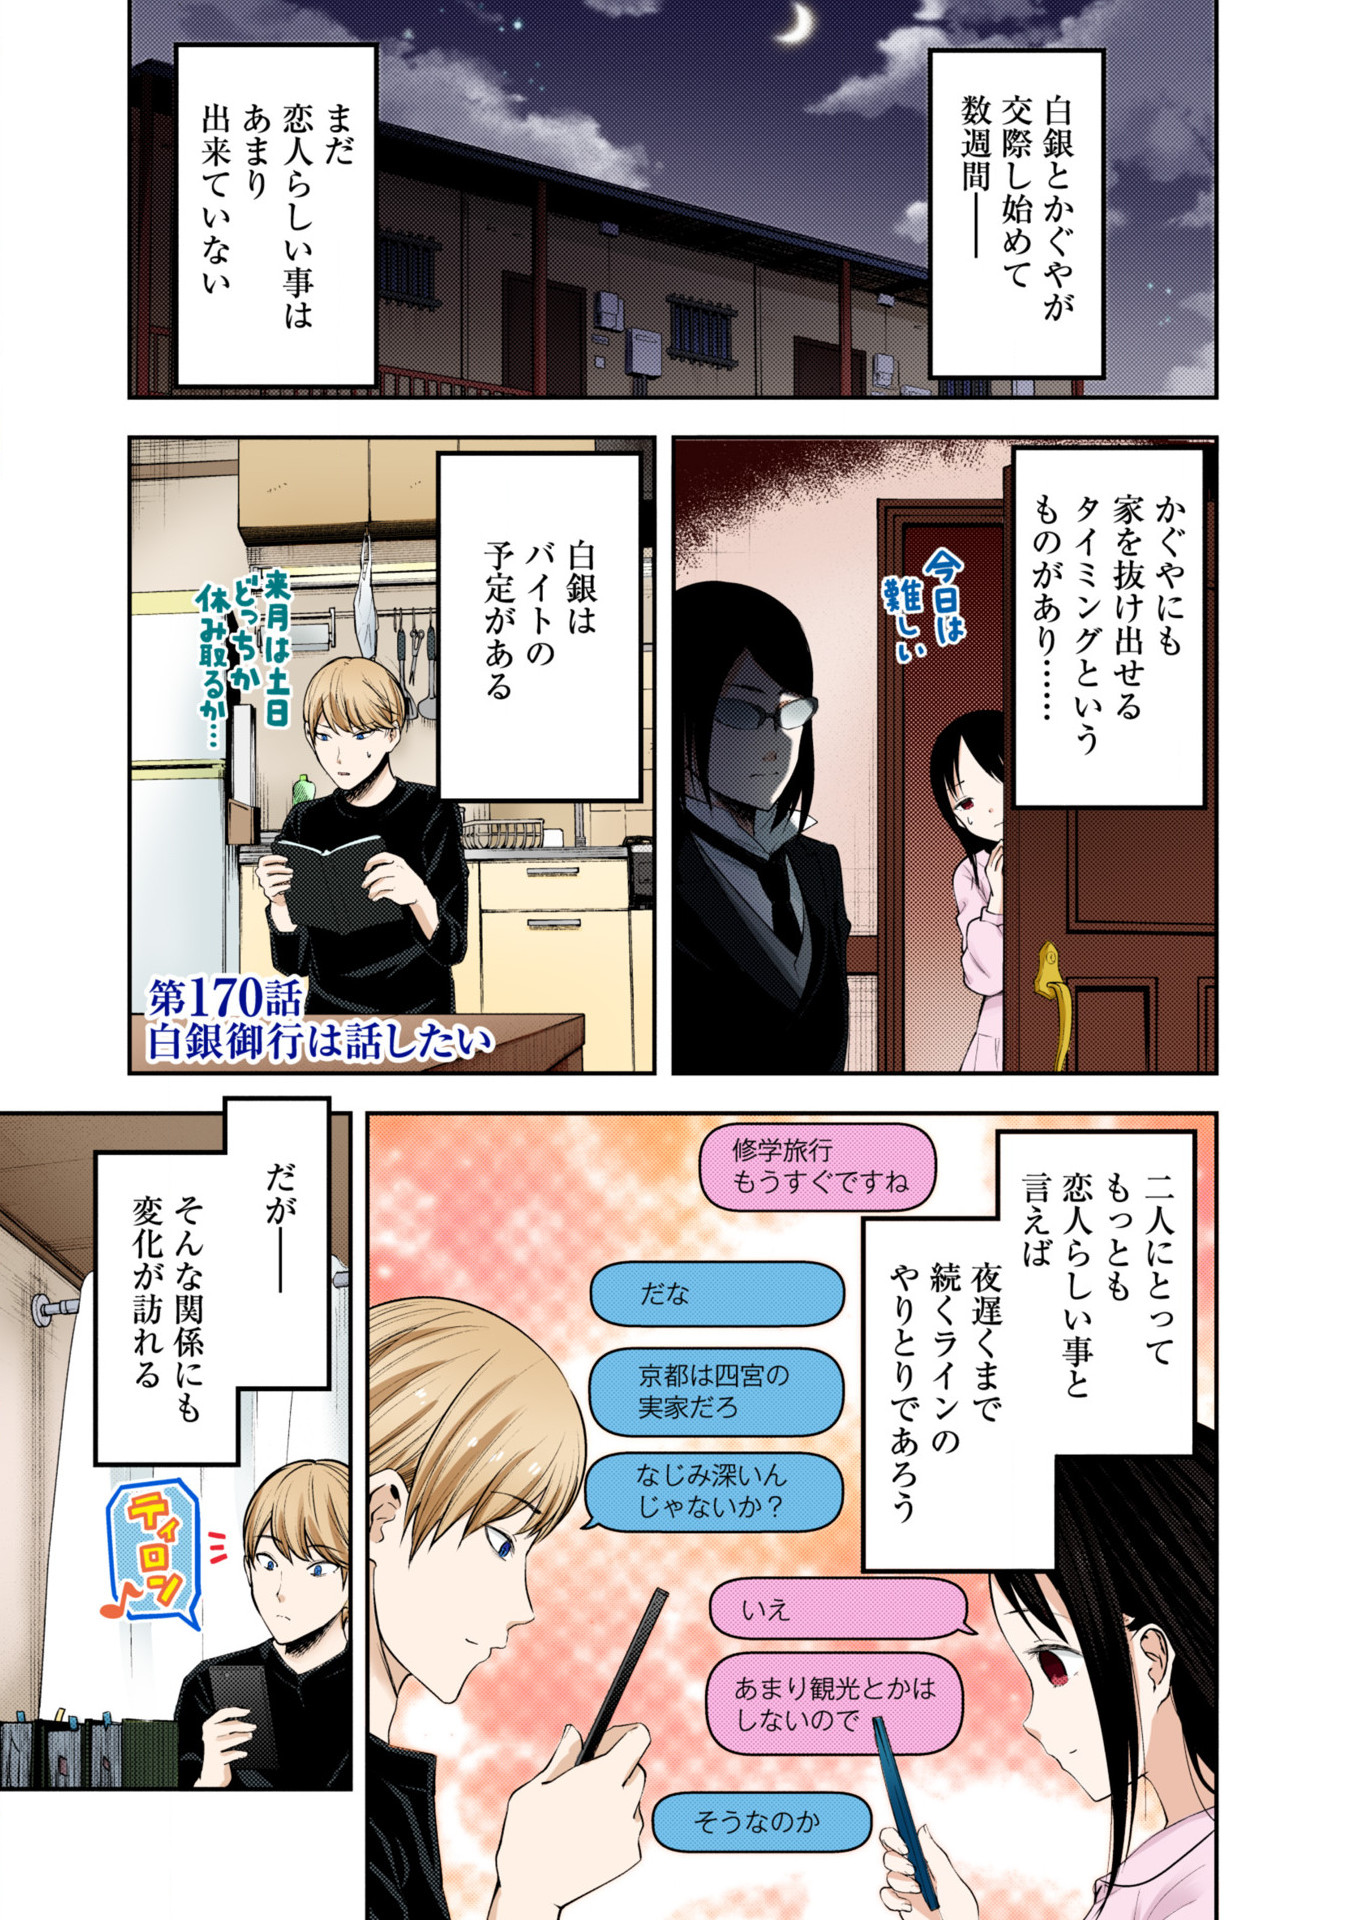 白銀とかぐやが
交際し始めて
数週間――
まだ
恋人らしい事は
あまり
出来ていない
かぐやにも
家を抜け出せる
タイミングという
ものがあり……
今日は
難しい
白銀は
バイトの
予定がある
来月は土日
どっちか
休み取るか…
第170話
白銀御行は話したい
二人にとって
もっとも
恋人らしい事と
言えば
夜遅くまで
続くラインの
やりとりであろう
修学旅行
もうすぐですね
だな
京都は四宮の
実家だろ
なじみ深いん
じゃないか？
いえ
あまり観光とかは
しないので
そうなのか
だが――
そんな関係にも
変化が訪れる
ティロン♪